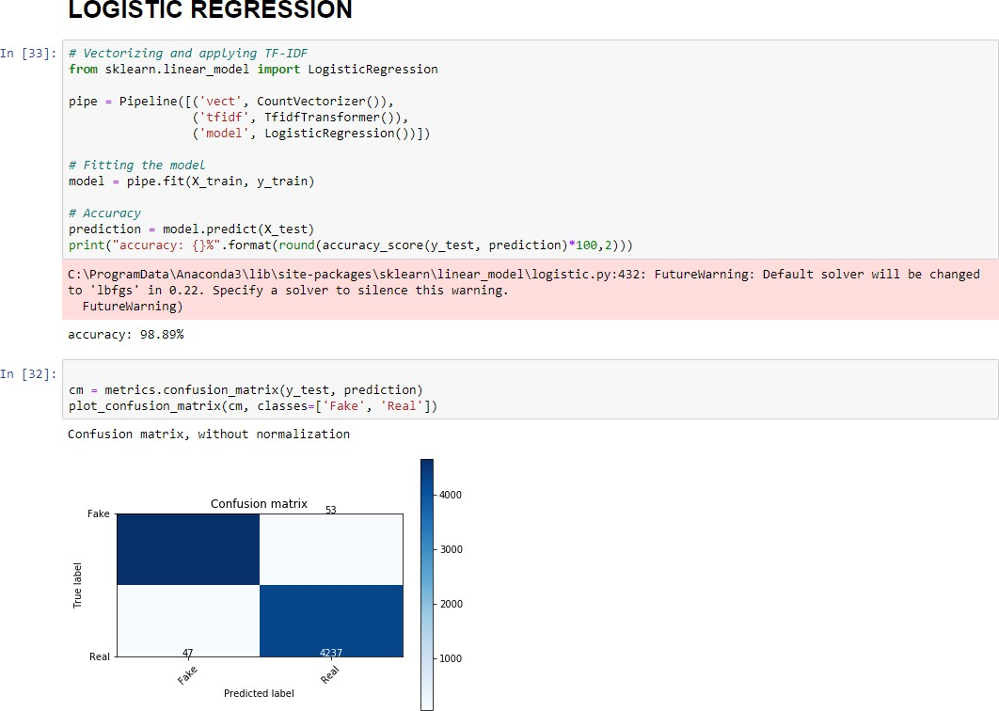 LOGISTIC REGRESSION
In [33]:
# Vectorizing and applying TF-IDF
from sklearn.linear_model import LogisticRegression
pipe = Pipeline([('vect', CountVectorizer()),
('tfidf', TfidfTransformer()),
('model', LogisticRegression())])
# Fitting the model
model = pipe.fit(X_train, y_train)
# Accuracy
prediction = model.predict(X_test)
print("accuracy: {}%".format(round(accuracy_score(y_test, prediction)*100,2)))
C:\ProgramData\Anaconda3\lib\site-packages\sklearn\linear_model\logistic.py:432: FutureWarning: Default solver will be changed
to 'lbfgs' in 0.22. Specify a solver to silence this warning.
FutureWarning)
accuracy: 98.89%
In [32]:
cm = metrics.confusion_matrix(y_test, prediction)
plot_confusion_matrix(cm, classes=['Fake', 'Real'])
Confusion matrix, without normalization
Confusion matrix
53
Fake
True label
Real
47
4237
Fake
Real
Predicted label
4000
3000
2000
1000